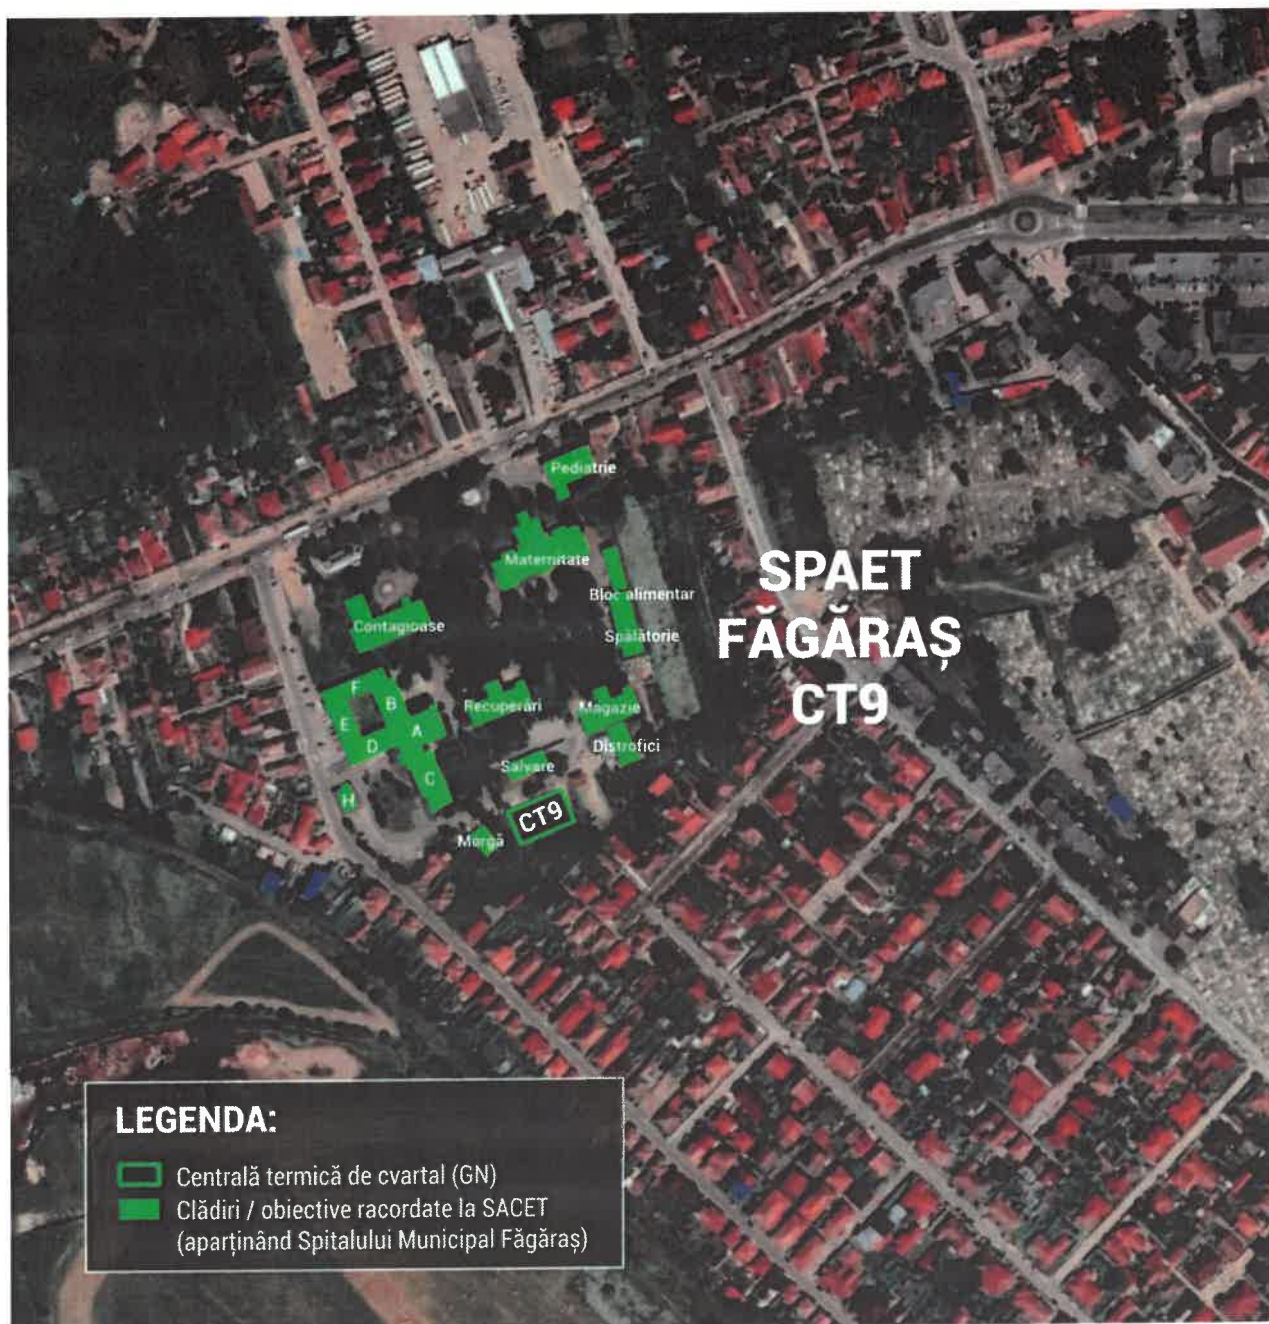 Pediatrie
Maternitate
Bloc alimentar
Spălătorie
Contagioase
F
B
E
A
D
C
H
Recuperări
Magazie
Distrofici
Salvare
CT9
Morgă
SPAET
FĂGĂRAȘ
CT9
LEGENDA:
Centrală termică de cvartal (GN)
Clădiri / obiective racordate la SACET
(aparținând Spitalului Municipal Făgăraș)